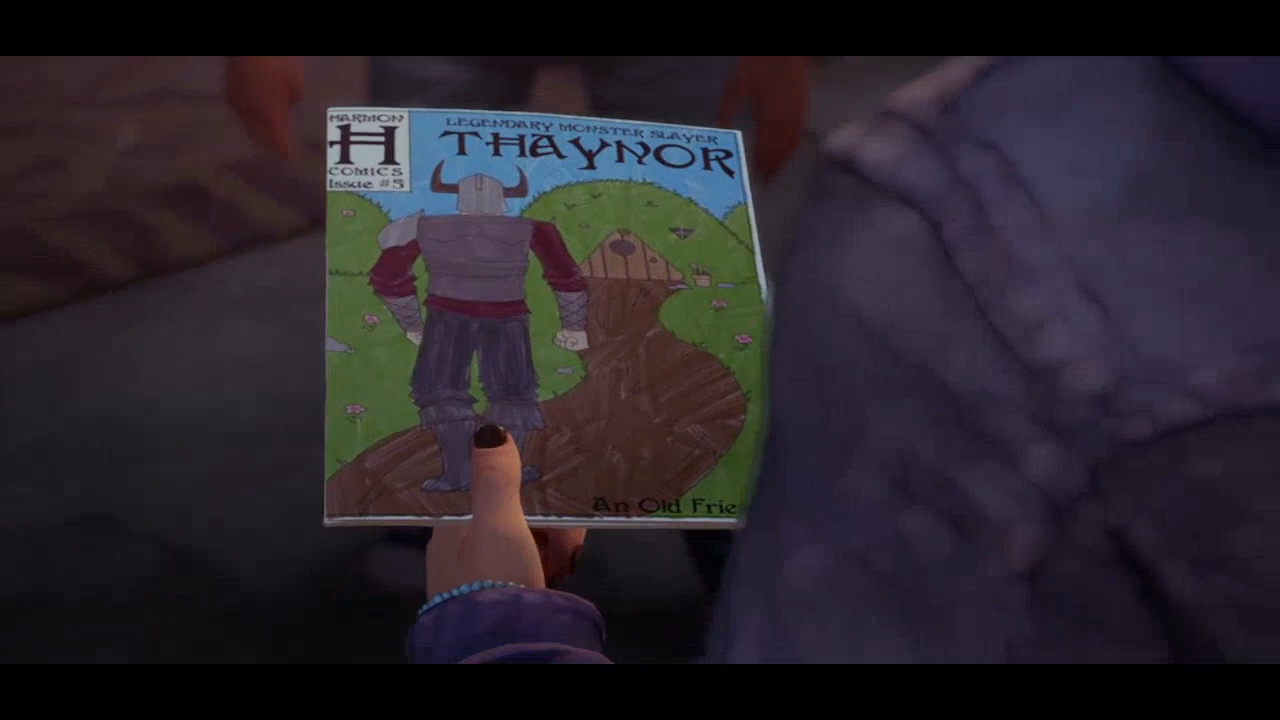 HARMON
H
COMICS
Issue #5
LEGENDARY MONSTER SLAYER
THAYNOR
An Old Frie